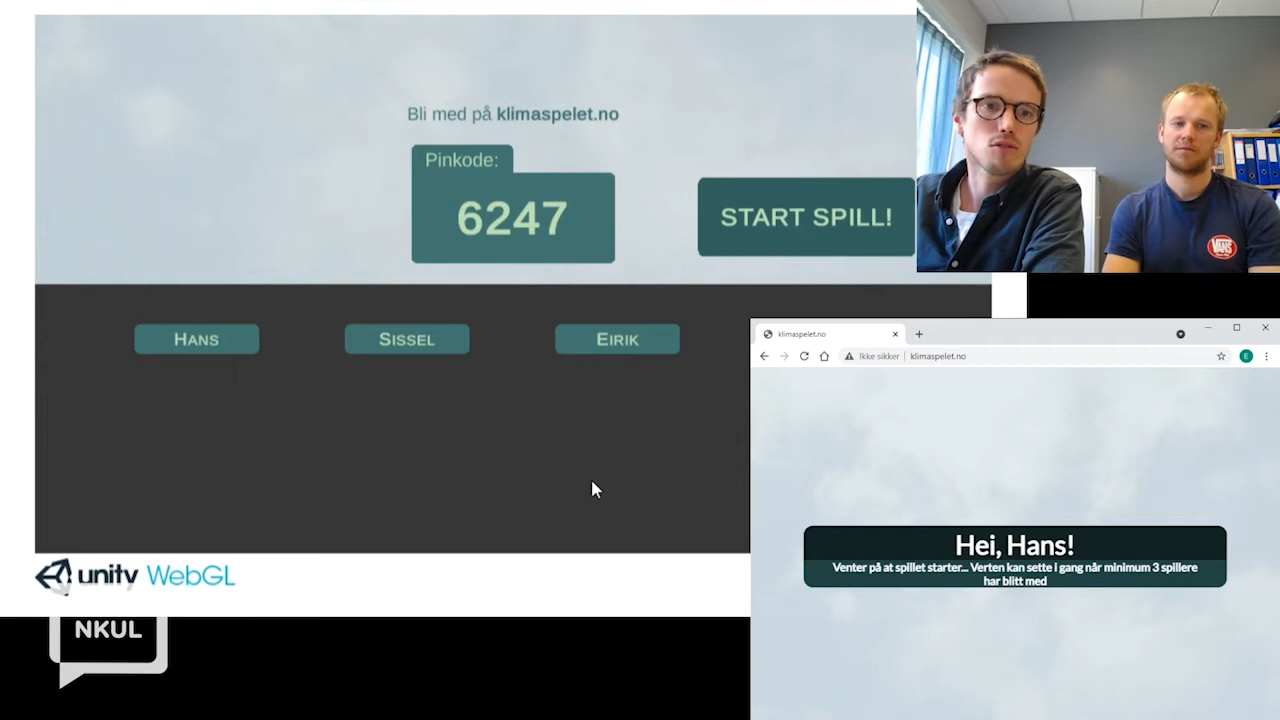 Bli med på klimaspelet.no
Pinkode:
6247
START SPILL!
HANS
SISSEL
EIRIK
VANS
klimaspelet.no
Ikke sikker
klimaspelet.no
E
Hei, Hans!
Venter på at spillet starter... Verten kan sette i gang når minimum 3 spillere
har blitt med
unity WebGL
NKUL